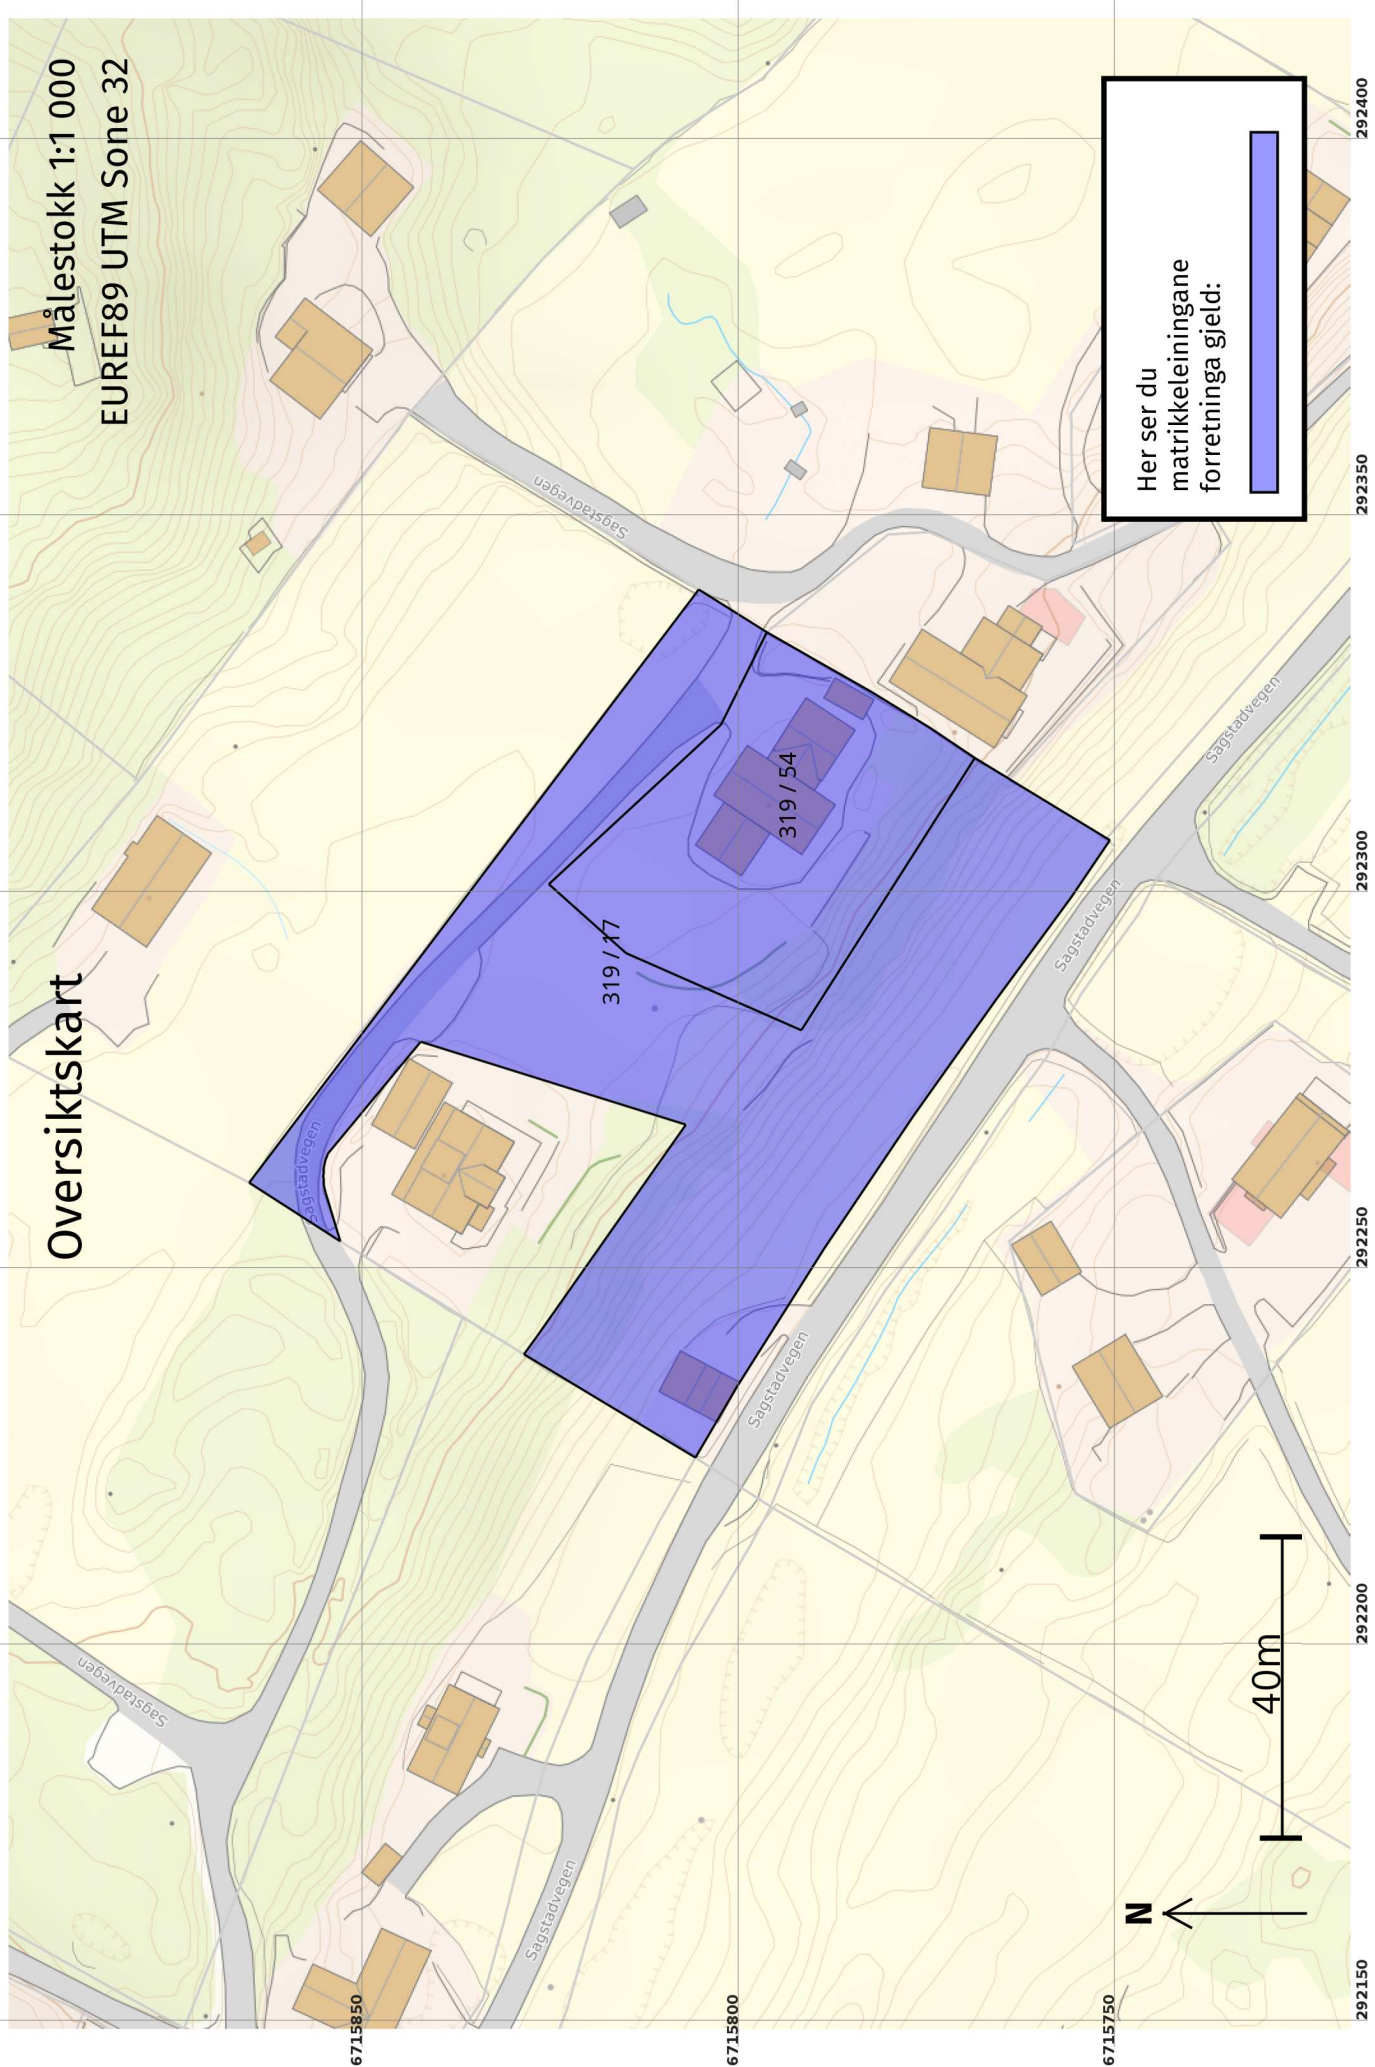 Oversiktskart
Målestokk 1:1 000
EUREF89 UTM Sone 32
Sagstadvegen
Sagstadvegen
Sagstadvegen
319 / 17
319 / 54
Sagstadvegen
Sagstadvegen
Sagstadvegen
Sagstadvegen
Her ser du
matrikkeleiningane
forretninga gjeld:
N
40m
6715850
6715800
6715750
292150
292200
292250
292300
292350
292400